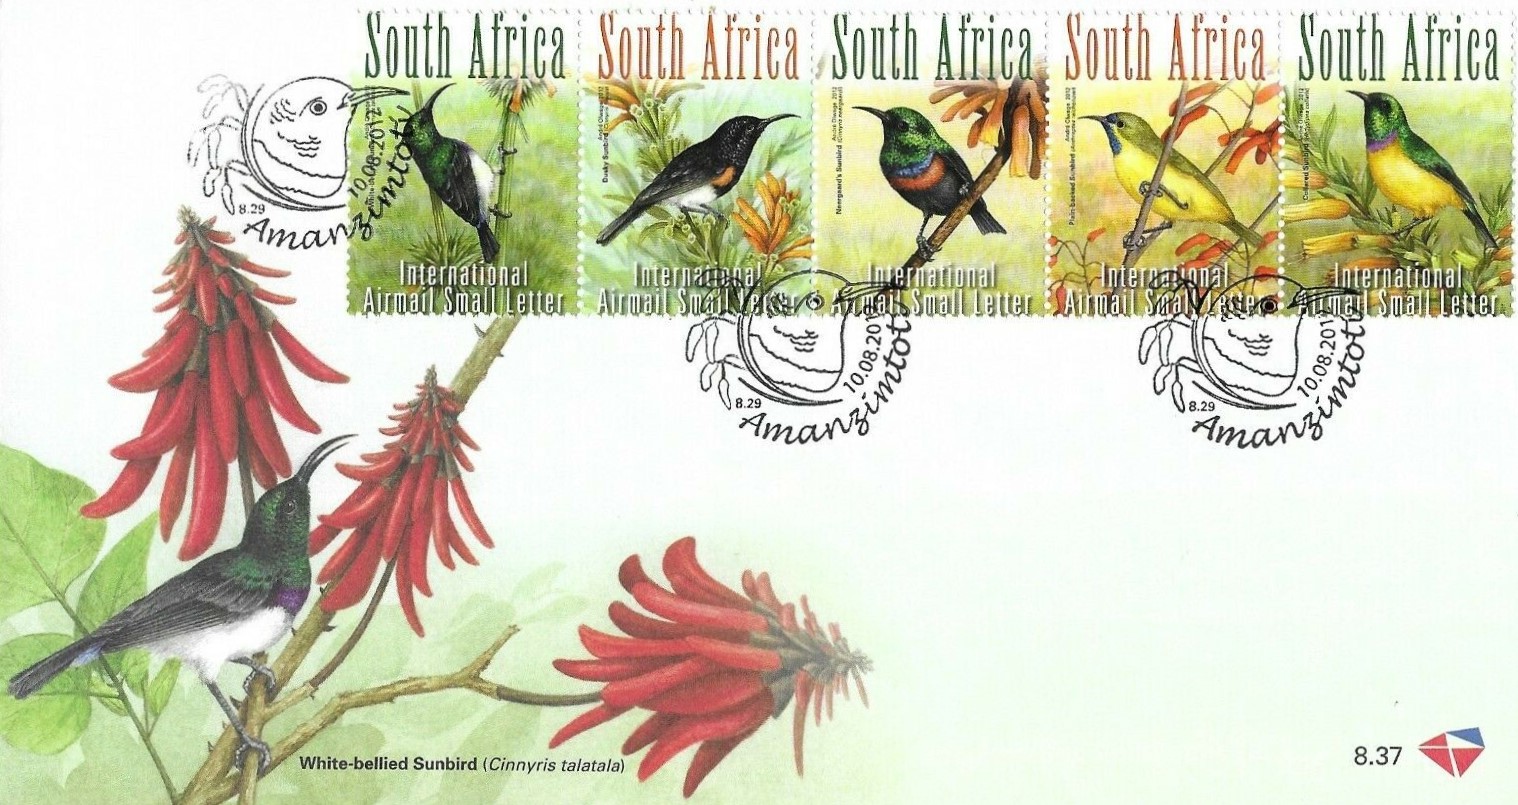 South Africa
International
Airmail Small Letter
South Africa
Dusky Sunbird
International
Airmail Small Letter
South Africa
André Olwage 2012
Neergaard's Sunbird (Cinnyris neergaardi)
International
Airmail Small Letter
South Africa
André Olwage 2012
Plain-backed Sunbird
International
Airmail Small Letter
South Africa
2012
Collared Sunbird
International
Airmail Small Letter
10.08.2012
8.29
Amanzimtoti
10.08.2012
8.29
Amanzimtoti
10.08.2012
8.29
Amanzimtoti
White-bellied Sunbird (Cinnyris talatala)
8.37